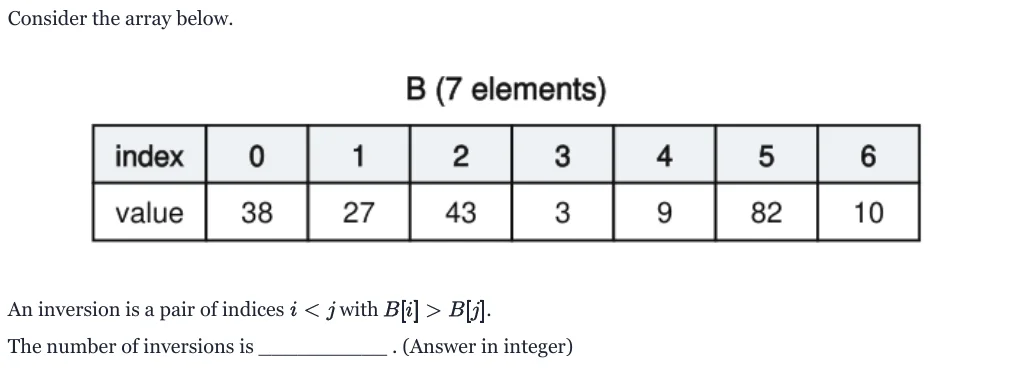 Consider the array below.
B (7 elements)
index 0 1 2 3 4 5 6
value 38 27 43 3 9 82 10
An inversion is a pair of indices i < j with B[i] > B[j].
The number of inversions is ____________ . (Answer in integer)